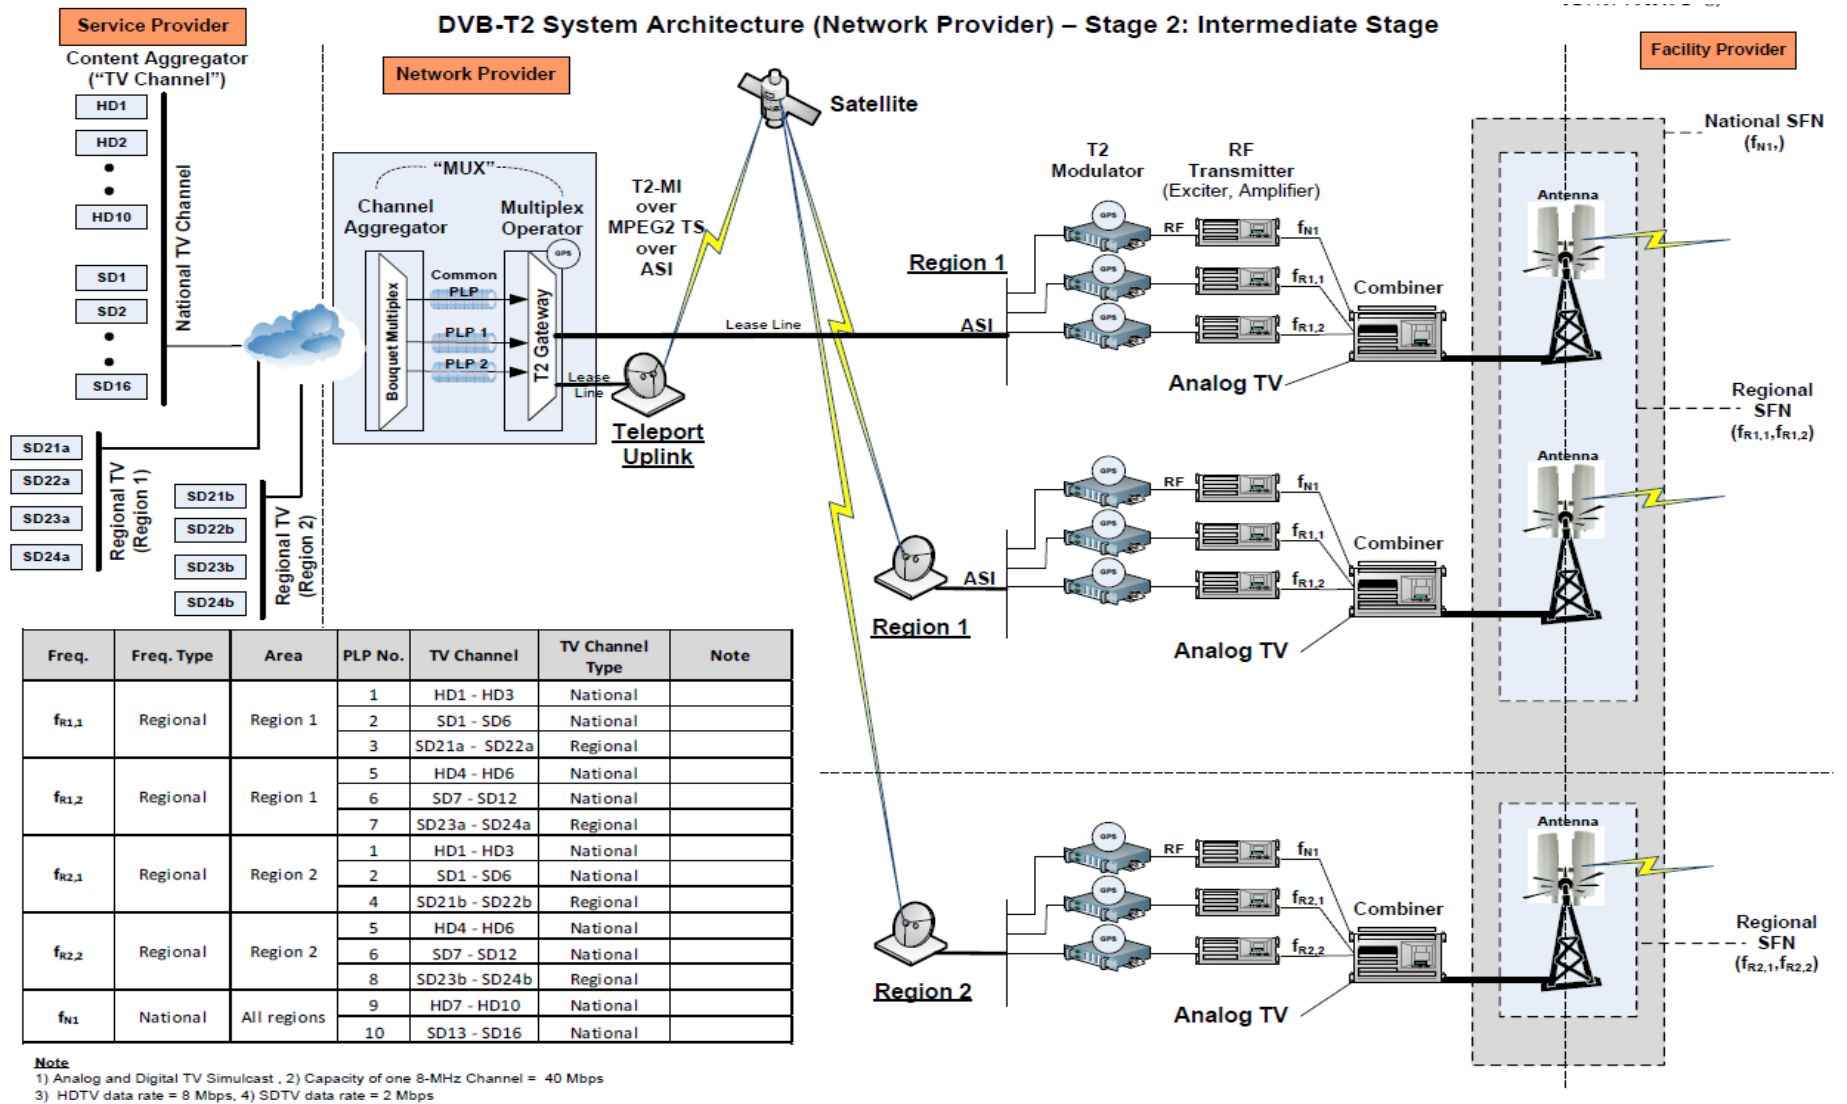 DVB-T2 System Architecture (Network Provider) – Stage 2: Intermediate Stage
Service Provider
Content Aggregator
("TV Channel")
HD1
HD2
HD10
SD1
SD2
SD16
National TV Channel
SD21a
SD22a
SD23a
SD24a
Regional TV
(Region 1)
SD21b
SD22b
SD23b
SD24b
Regional TV
(Region 2)
Network Provider
"MUX"
Channel
Aggregator
Multiplex
Operator
GPS
Bouquet Multiplex
Common
PLP
PLP 1
PLP 2
T2 Gateway
Lease
Line
Teleport
Uplink
T2-MI
over
MPEG2 TS
over
ASI
Satellite
Lease Line
T2
Modulator
RF
Transmitter
(Exciter, Amplifier)
Region 1
ASI
GPS
GPS
GPS
RF
fN1
fR1,1
fR1,2
Combiner
Analog TV
Antenna
Region 1
ASI
GPS
GPS
GPS
RF
fN1
fR1,1
fR1,2
Combiner
Analog TV
Antenna
Region 2
GPS
GPS
GPS
RF
fN1
fR2,1
fR2,2
Combiner
Analog TV
Antenna
Facility Provider
National SFN
(fN1,)
Regional
SFN
(fR1,1,fR1,2)
Regional
SFN
(fR2,1,fR2,2)
Freq. Freq. Type Area PLP No. TV Channel TV Channel Type Note
fR1,1 Regional Region 1 1 HD1 - HD3 National
2 SD1 - SD6 National
3 SD21a - SD22a Regional
fR1,2 Regional Region 1 5 HD4 - HD6 National
6 SD7 - SD12 National
7 SD23a - SD24a Regional
fR2,1 Regional Region 2 1 HD1 - HD3 National
2 SD1 - SD6 National
4 SD21b - SD22b Regional
fR2,2 Regional Region 2 5 HD4 - HD6 National
6 SD7 - SD12 National
8 SD23b - SD24b Regional
fN1 National All regions 9 HD7 - HD10 National
10 SD13 - SD16 National
Note
1) Analog and Digital TV Simulcast , 2) Capacity of one 8-MHz Channel = 40 Mbps
3) HDTV data rate = 8 Mbps, 4) SDTV data rate = 2 Mbps